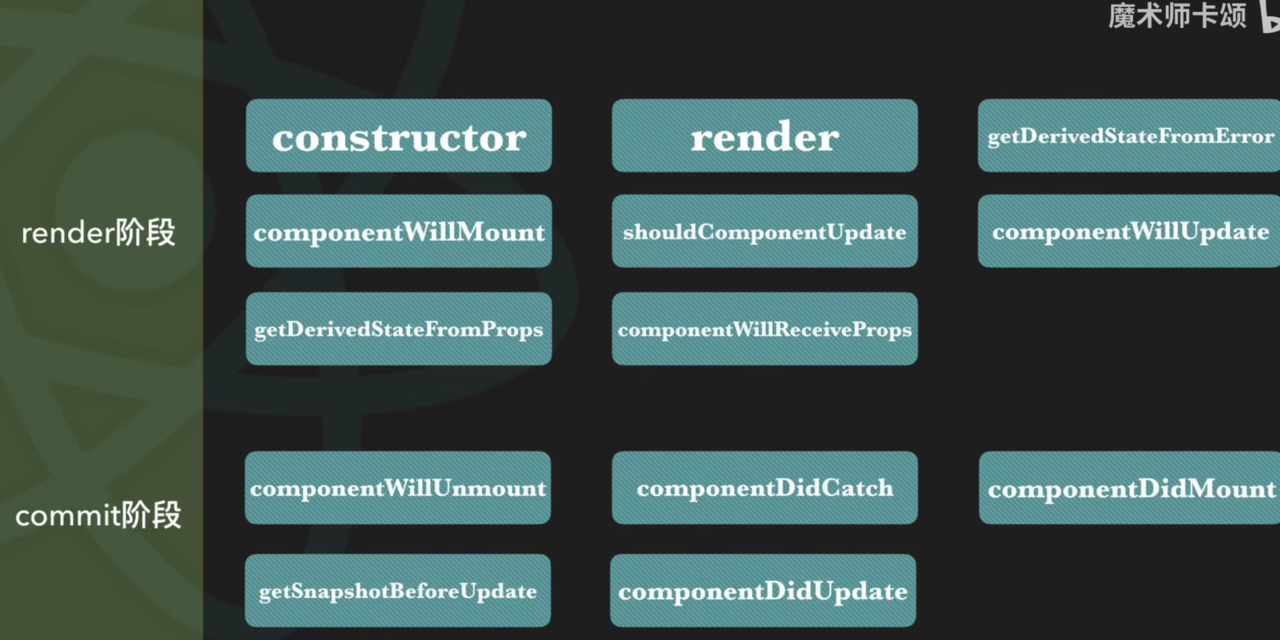 魔术师卡颂
constructor
render
getDerivedStateFromError
render阶段
componentWillMount
shouldComponentUpdate
componentWillUpdate
getDerivedStateFromProps
componentWillReceiveProps
componentWillUnmount
componentDidCatch
componentDidMount
commit阶段
getSnapshotBeforeUpdate
componentDidUpdate